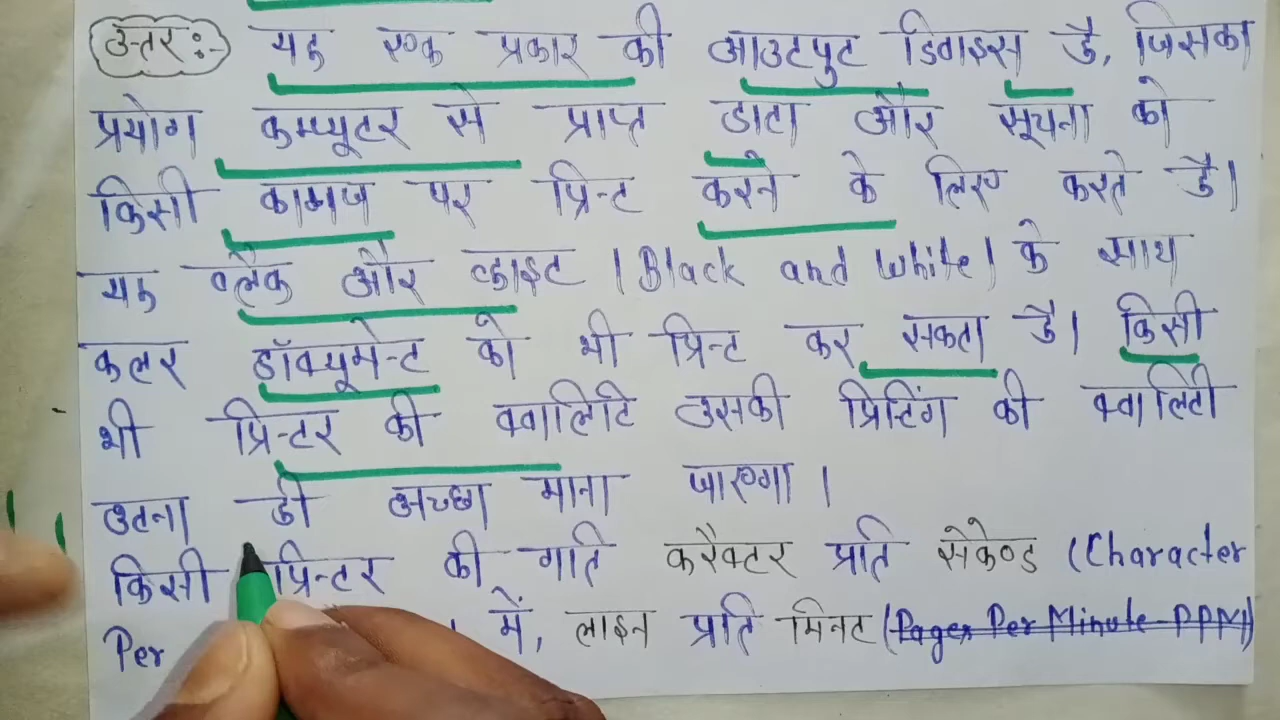 उत्तर :- यह एक प्रकार की आउटपुट डिवाइस है, जिसका
प्रयोग कम्प्यूटर से प्राप्त डाटा और सूचना को
किसी कागज पर प्रिन्ट करने के लिए करते है।
यह ब्लैक और व्हाइट (Black and White) के साथ
कलर डॉक्यूमेन्ट को भी प्रिन्ट कर सकता है। किसी
भी प्रिन्टर की क्वालिटि उसकी प्रिन्टिंग की क्वालिटी
उतना ही अच्छा माना जाएगा।
किसी प्रिन्टर की गति करैक्टर प्रति सेकेण्ड (Character
Per में, लाइन प्रति मिनट (Pages Per Minute-PPM)